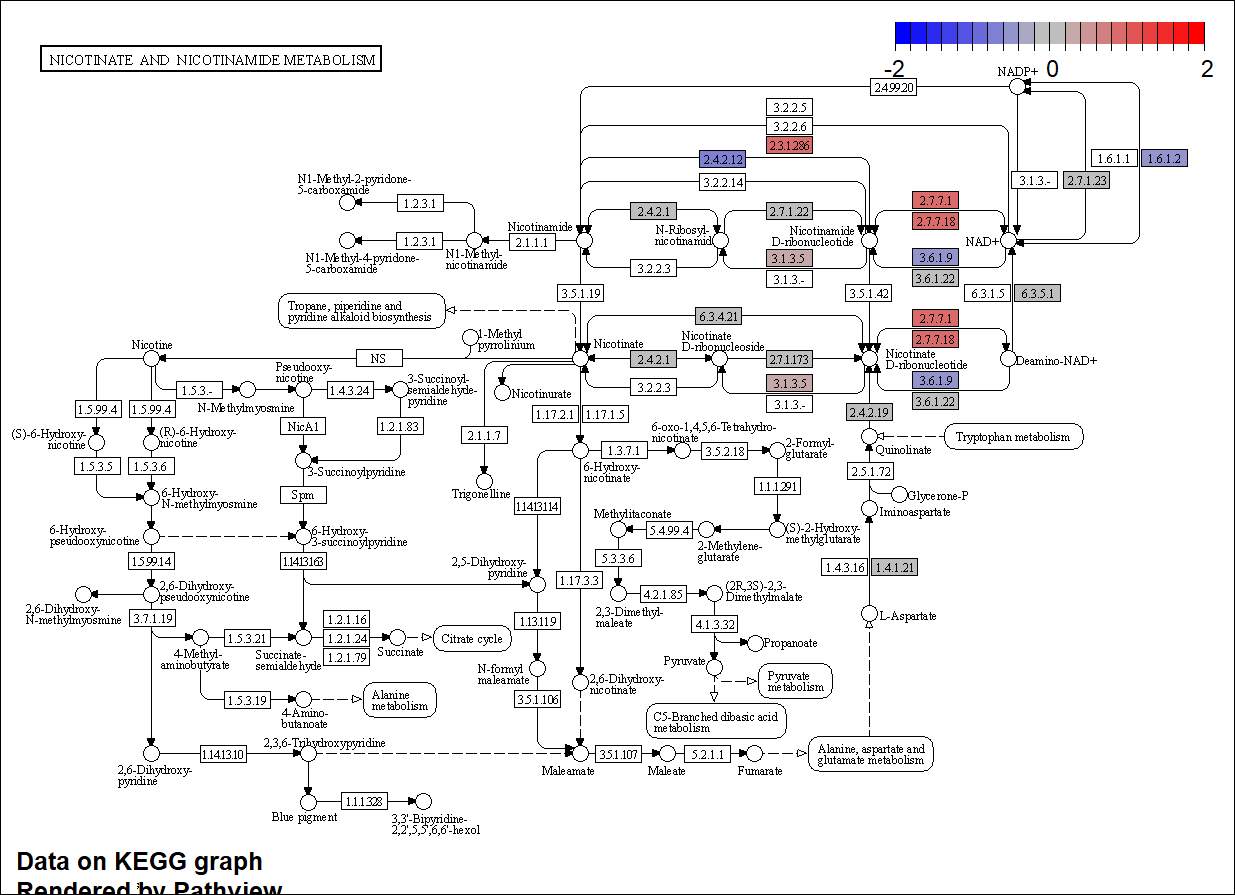 NICOTINATE AND NICOTINAMIDE METABOLISM
-2
0
2
NADP+
2.4.99.20
3.2.2.5
3.2.2.6
2.3.1.286
2.4.2.12
3.2.2.14
1.6.1.1
1.6.1.2
3.1.3.-
2.7.1.23
N1-Methyl-2-pyridone-
5-carboxamide
1.2.3.1
2.4.2.1
2.7.1.22
2.7.7.1
2.7.7.18
Nicotinamide
N-Ribosyl-
nicotinamid
Nicotinamide
D-ribonucleotide
NAD+
1.2.3.1
2.1.1.1
N1-Methyl-
nicotinamide
N1-Methyl-4-pyridone-
5-carboxamide
3.2.2.3
3.1.3.5
3.1.3.-
3.6.1.9
3.6.1.22
3.5.1.19
3.5.1.42
6.3.1.5
6.3.5.1
Tropane, piperidine and
pyridine alkaloid biosynthesis
6.3.4.21
2.7.7.1
2.7.7.18
1-Methyl
pyrrolinium
Nicotinate
Nicotinate
D-ribonucleoside
Nicotinate
D-ribonucleotide
Deamino-NAD+
Nicotine
NS
2.4.2.1
2.7.1.173
Pseudooxy-
nicotine
1.5.3.-
N-Methylmyosmine
1.4.3.24
3-Succinoyl-
semialdehyde-
pyridine
Nicotinurate
3.2.2.3
3.1.3.5
3.1.3.-
3.6.1.9
3.6.1.22
1.5.99.4
1.5.99.4
1.17.2.1
1.17.1.5
2.4.2.19
NicA1
1.2.1.83
2.1.1.7
(S)-6-Hydroxy-
nicotine
(R)-6-Hydroxy-
nicotine
6-oxo-1,4,5,6-Tetrahydro-
nicotinate
2-Formyl-
glutarate
Tryptophan metabolism
Quinolinate
1.5.3.5
1.5.3.6
3-Succinoylpyridine
6-Hydroxy-
nicotinate
1.3.7.1
3.5.2.18
2.5.1.72
Trigonelline
1.1.1.291
Glycerone-P
6-Hydroxy-
N-methylmyosmine
Spm
1.14.13.114
Iminoaspartate
Methylitaconate
5.4.99.4
2-Methylene-
glutarate
(S)-2-Hydroxy-
methylglutarate
6-Hydroxy-
pseudooxynicotine
6-Hydroxy-
3-succinoylpyridine
1.5.99.14
1.14.13.163
2,5-Dihydroxy-
pyridine
5.3.3.6
1.4.3.16
1.4.1.21
1.17.3.3
4.2.1.85
(2R,3S)-2,3-
Dimethylmalate
2,6-Dihydroxy-
N-methylmyosmine
2,6-Dihydroxy-
pseudooxynicotine
2,3-Dimethyl-
maleate
L-Aspartate
3.7.1.19
1.13.11.9
4.1.3.32
1.2.1.16
1.2.1.24
1.2.1.79
1.5.3.21
Citrate cycle
Propanoate
4-Methyl-
aminobutyrate
Succinate-
semialdehyde
Succinate
Pyruvate
N-formyl
maleamate
Pyruvate
metabolism
2,6-Dihydroxy-
nicotinate
1.5.3.19
Alanine
metabolism
3.5.1.106
4-Amino-
butanoate
C5-Branched dibasic acid
metabolism
2,3,6-Trihydroxypyridine
1.14.13.10
3.5.1.107
5.2.1.1
Alanine, aspartate and
glutamate metabolism
2,6-Dihydroxy-
pyridine
Maleamate
Maleate
Fumarate
1.1.1328
Blue pigment
3,3'-Bipyridine-
2,2',5,5',6,6'-hexol
Data on KEGG graph
Rendered by Pathview